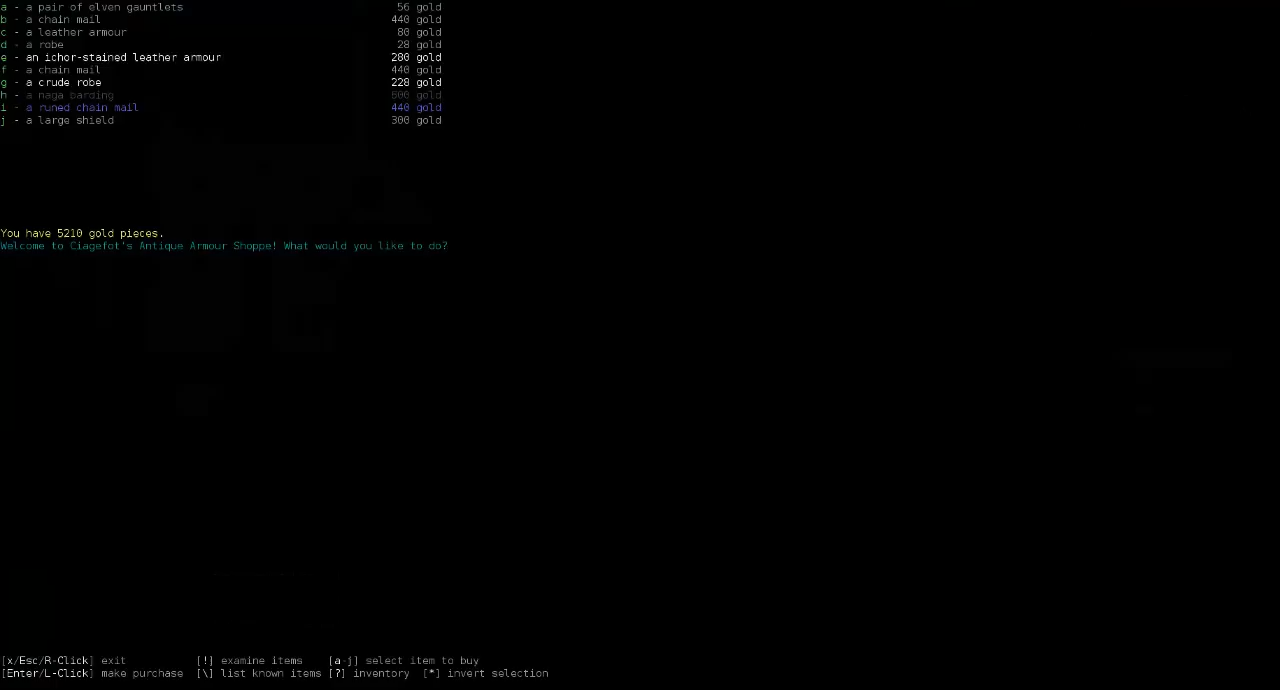 a - a pair of elven gauntlets 56 gold
b - a chain mail 440 gold
c - a leather armour 80 gold
d - a robe 28 gold
e - an ichor-stained leather armour 280 gold
f - a chain mail 440 gold
g - a crude robe 228 gold
h - a naga barding 600 gold
i - a runed chain mail 440 gold
j - a large shield 300 gold
You have 5210 gold pieces.
Welcome to Ciagefot's Antique Armour Shoppe! What would you like to do?
[x/Esc/R-Click] exit [!] examine items [a-j] select item to buy
[Enter/L-Click] make purchase [\] list known items [?] inventory [*] invert selection